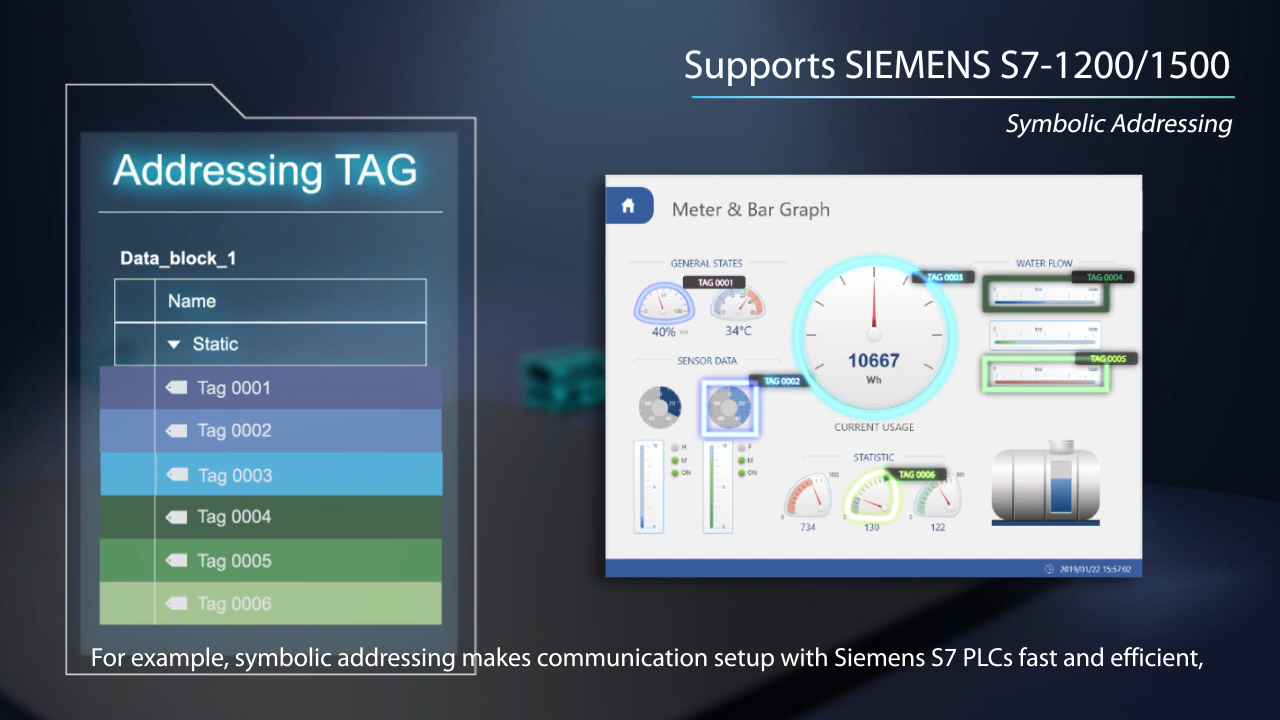 Supports SIEMENS S7-1200/1500
Symbolic Addressing
Addressing TAG
Data_block_1
Name
Static
Tag 0001
Tag 0002
Tag 0003
Tag 0004
Tag 0005
Tag 0006
Meter & Bar Graph
GENERAL STATES
TAG 0001
40%
34°C
SENSOR DATA
TAG 0002
M
ON
M
ON
TAG 0003
10667
Wh
CURRENT USAGE
WATER FLOW
TAG 0004
TAG 0005
STATISTIC
TAG 0006
734
130
122
2019/01/22 15:57:02
For example, symbolic addressing makes communication setup with Siemens S7 PLCs fast and efficient,